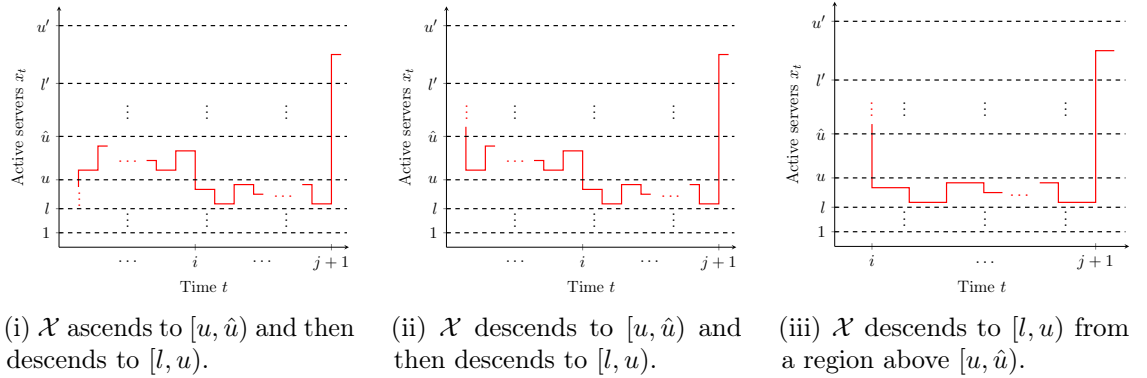 Active servers x_t
u′
l′
û
u
l
1
⋮ ⋮ ⋮
⋮ ⋮ ⋮
⋯ i ⋯ j + 1
Time t
(i) 𝒳 ascends to [u, û) and then
descends to [l, u).
Active servers x_t
u′
l′
û
u
l
1
⋮ ⋮ ⋮
⋮ ⋮ ⋮
⋯ i ⋯ j + 1
Time t
(ii) 𝒳 descends to [u, û) and
then descends to [l, u).
Active servers x_t
u′
l′
û
u
l
1
⋮ ⋮ ⋮
⋮ ⋮ ⋮
i ⋯ j + 1
Time t
(iii) 𝒳 descends to [l, u) from
a region above [u, û).